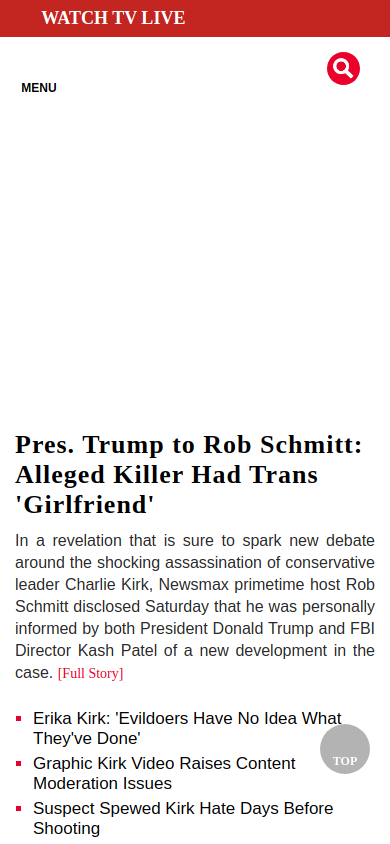 WATCH TV LIVE
MENU
Pres. Trump to Rob Schmitt:
Alleged Killer Had Trans
'Girlfriend'
In a revelation that is sure to spark new debate
around the shocking assassination of conservative
leader Charlie Kirk, Newsmax primetime host Rob
Schmitt disclosed Saturday that he was personally
informed by both President Donald Trump and FBI
Director Kash Patel of a new development in the
case. [Full Story]
Erika Kirk: 'Evildoers Have No Idea What
They've Done'
Graphic Kirk Video Raises Content
Moderation Issues
TOP
Suspect Spewed Kirk Hate Days Before
Shooting